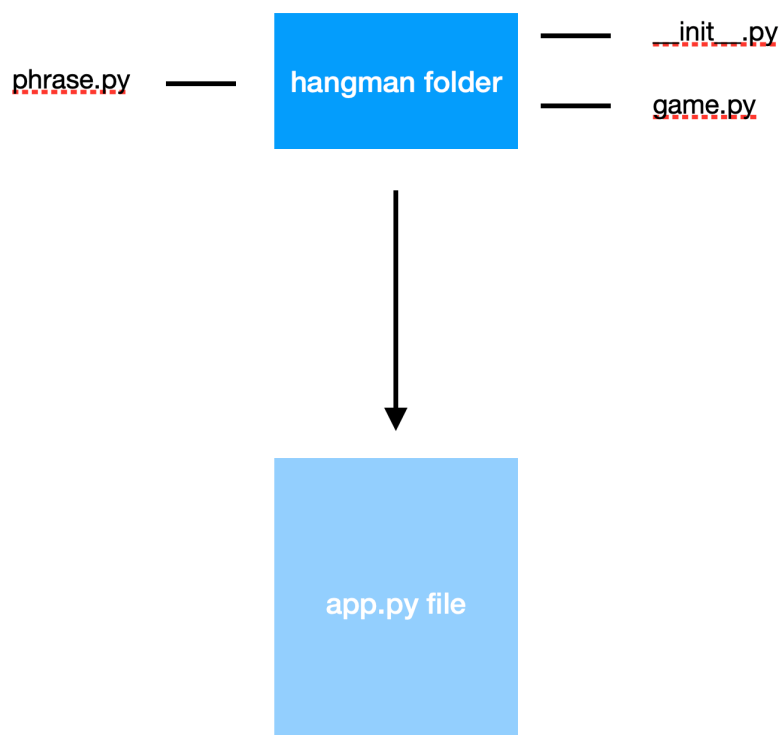 __init__.py
phrase.py
hangman folder
game.py
app.py file